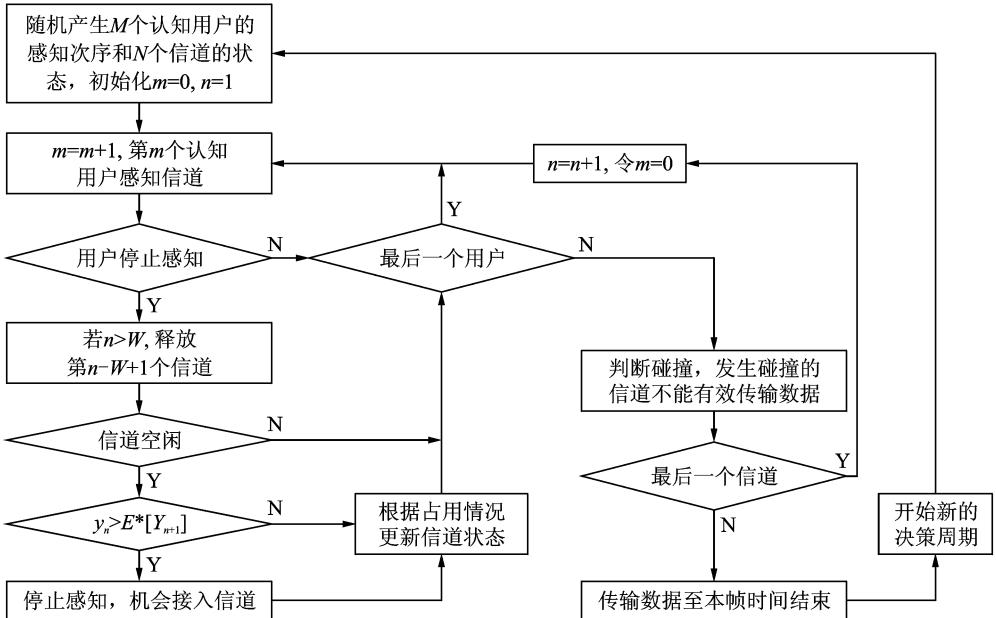 随机产生M个认知用户的
感知次序和N个信道的状
态，初始化m=0, n=1
m=m+1, 第m个认知
用户感知信道
n=n+1, 令m=0
Y
用户停止感知
N
最后一个用户
N
Y
若n>W, 释放
第n-W+1个信道
判断碰撞，发生碰撞的
信道不能有效传输数据
信道空闲
N
Y
最后一个信道
Y
N
yn>E*[Yn+1]
N
Y
根据占用情况
更新信道状态
开始新的
决策周期
停止感知，机会接入信道
传输数据至本帧时间结束